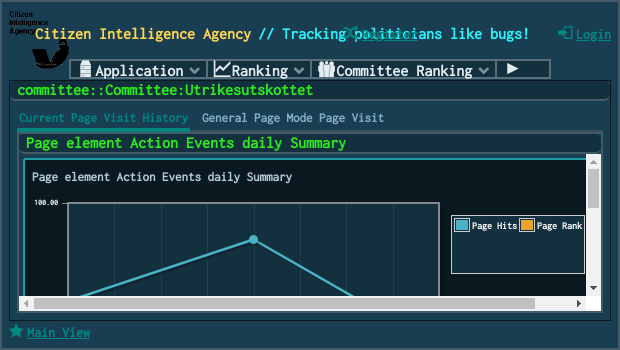 Citizen
Intelligence
Agency
Citizen Intelligence Agency // Tracking politicians like bugs!
Register
Login
Application
Ranking
Committee Ranking
committee::Committee:Utrikesutskottet
Current Page Visit History
General Page Mode Page Visit
Page element Action Events daily Summary
Page element Action Events daily Summary
100.00
Page Hits
Page Rank
Main View